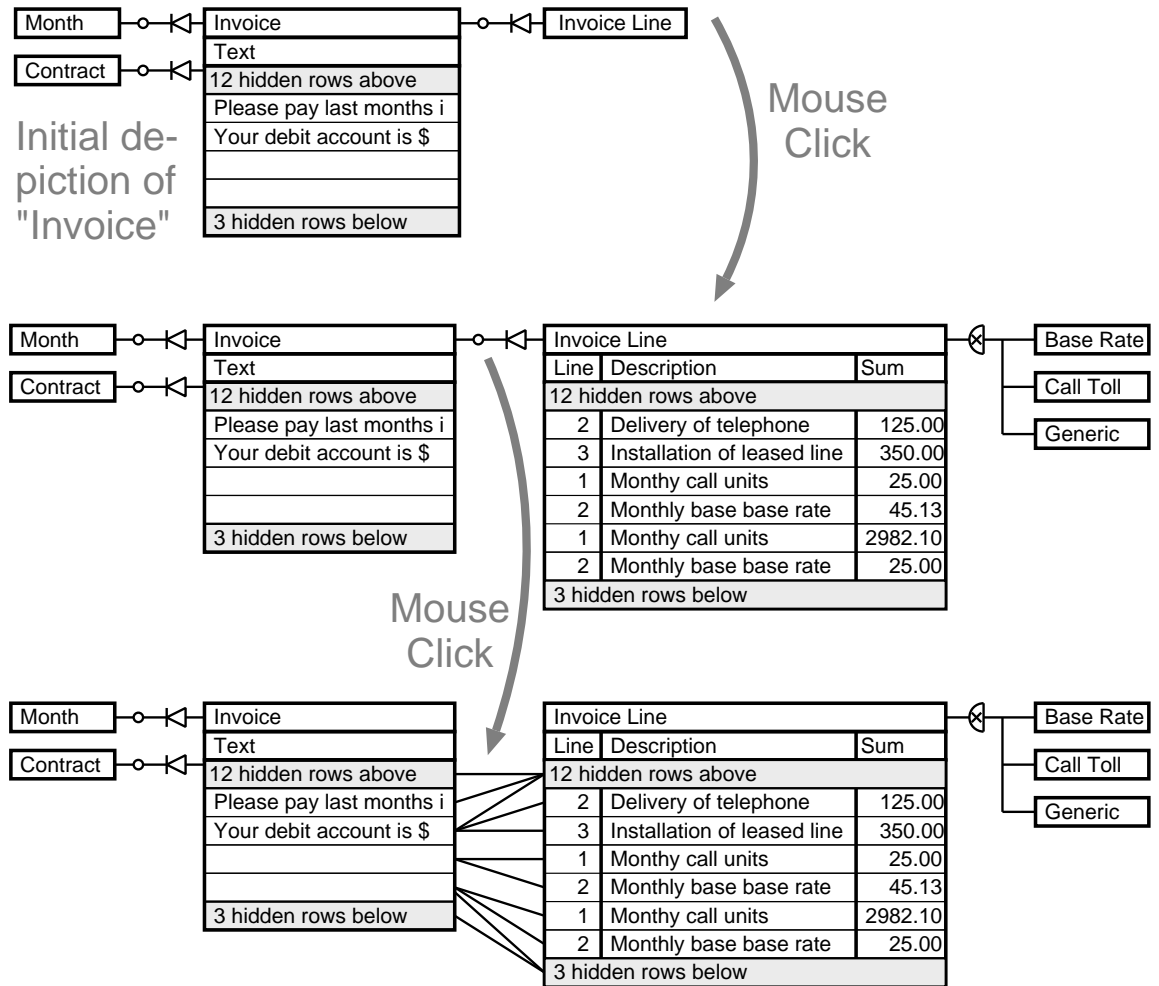 Month
Invoice
Invoice Line
Text
Contract
12 hidden rows above
Please pay last months i
Your debit account is $
3 hidden rows below
Initial de-
piction of
"Invoice"
Mouse
Click
Month
Invoice
Invoice Line
Base Rate
Text
Line Description Sum
Contract
Call Toll
12 hidden rows above
12 hidden rows above
Please pay last months i
2 Delivery of telephone 125.00
Generic
Your debit account is $
3 Installation of leased line 350.00
1 Monthy call units 25.00
2 Monthly base base rate 45.13
3 hidden rows below
1 Monthy call units 2982.10
2 Monthly base base rate 25.00
3 hidden rows below
Mouse
Click
Month
Invoice
Invoice Line
Base Rate
Text
Line Description Sum
Contract
Call Toll
12 hidden rows above
12 hidden rows above
Please pay last months i
2 Delivery of telephone 125.00
Generic
Your debit account is $
3 Installation of leased line 350.00
1 Monthy call units 25.00
2 Monthly base base rate 45.13
3 hidden rows below
1 Monthy call units 2982.10
2 Monthly base base rate 25.00
3 hidden rows below